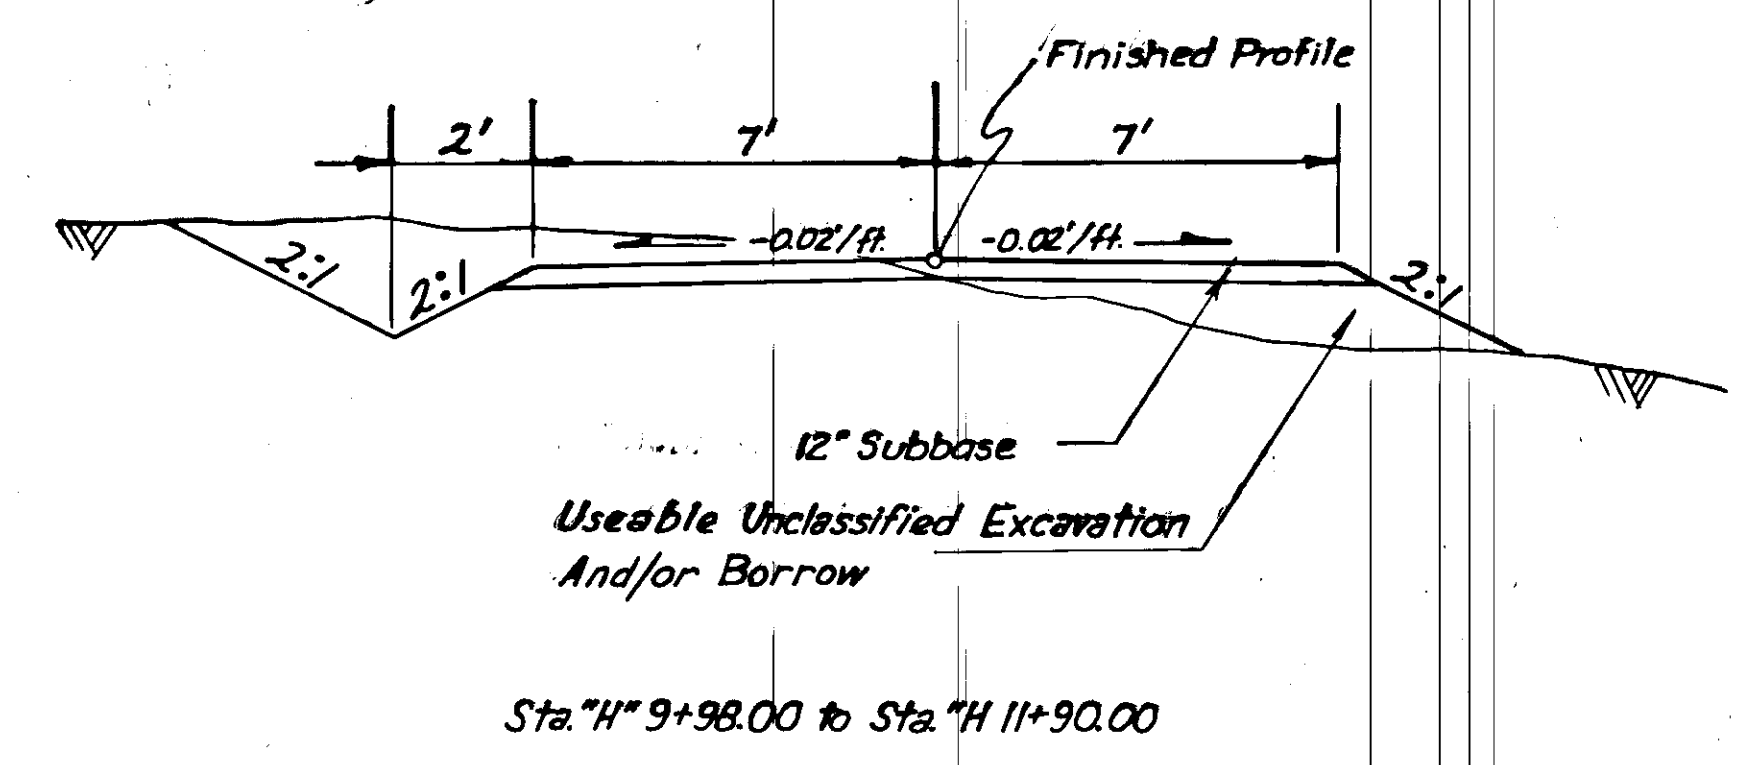 Finished Profile
2' 7' 7'
-0.02'/ft. -0.02'/ft.
2:1 2:1 2:1
12" Subbase
Useable Unclassified Excavation
And/or Borrow
Sta. "H" 9+98.00 to Sta. "H 11+90.00